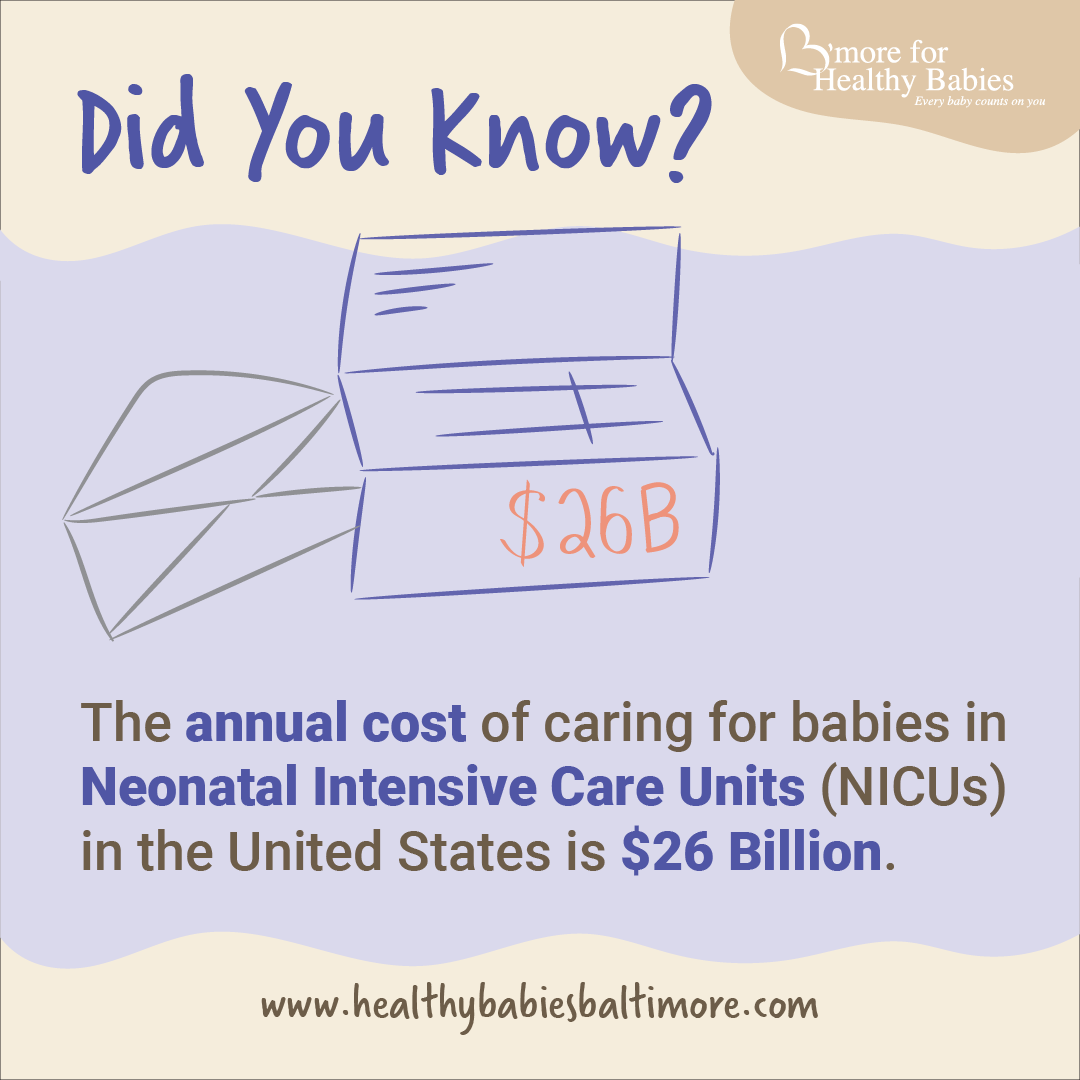 B'more for
Healthy Babies
Every baby counts on you
Did You Know?
$26B
The annual cost of caring for babies in
Neonatal Intensive Care Units (NICUs)
in the United States is $26 Billion.
www.healthybabiesbaltimore.com